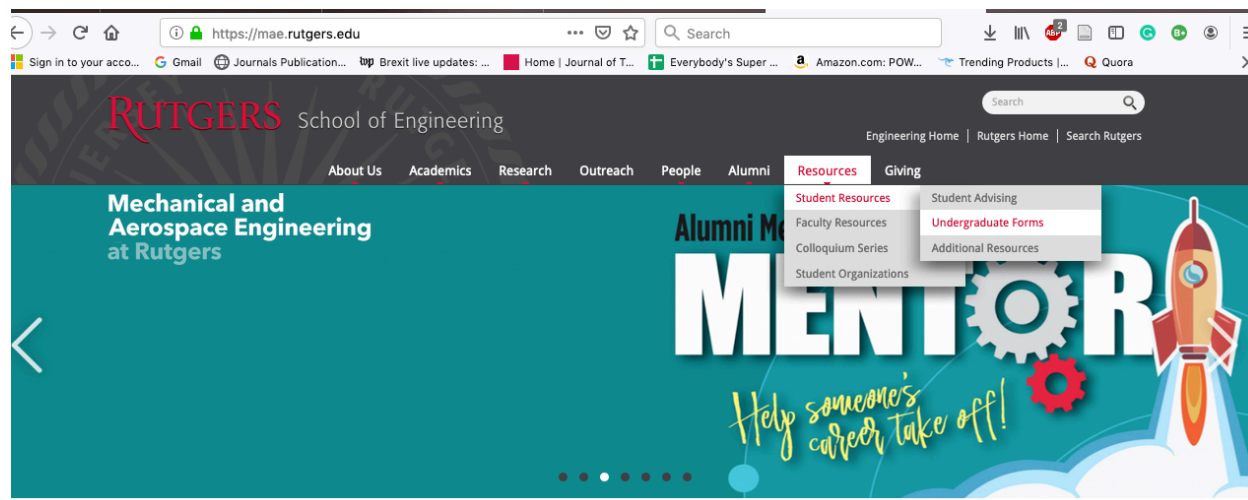 https://mae.rutgers.edu
Search
2
ABP
Sign in to your acco... Gmail Journals Publication... Brexit live updates: ... Home | Journal of T... Everybody's Super ... Amazon.com: POW... Trending Products |... Quora
RUTGERS School of Engineering
Search
Engineering Home | Rutgers Home | Search Rutgers
About Us Academics Research Outreach People Alumni Resources Giving
Student Resources
Faculty Resources
Colloquium Series
Student Organizations
Student Advising
Undergraduate Forms
Additional Resources
Mechanical and
Aerospace Engineering
at Rutgers
Alumni Me
MENTOR
Help someone's
career take off!